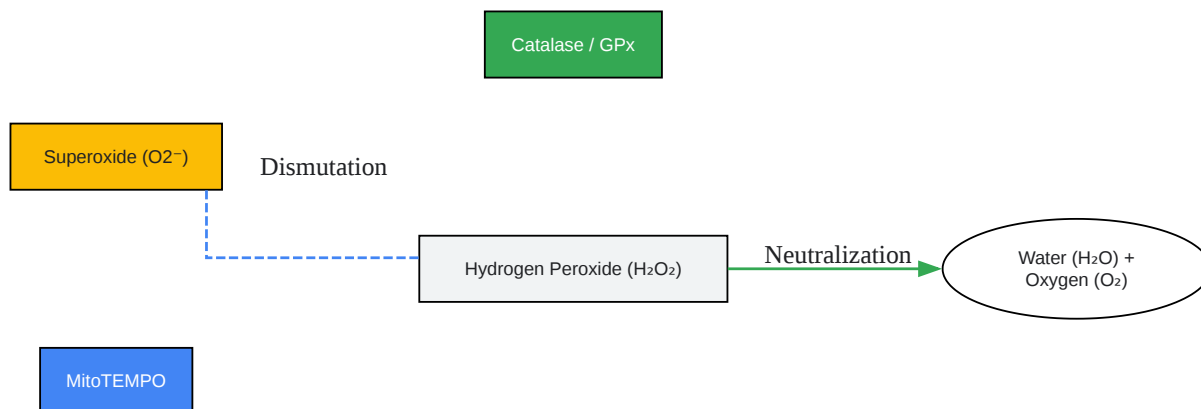 Catalase / GPx
Superoxide (O2⁻)
Dismutation
Hydrogen Peroxide (H₂O₂)
Neutralization
Water (H₂O) +
Oxygen (O₂)
MitoTEMPO